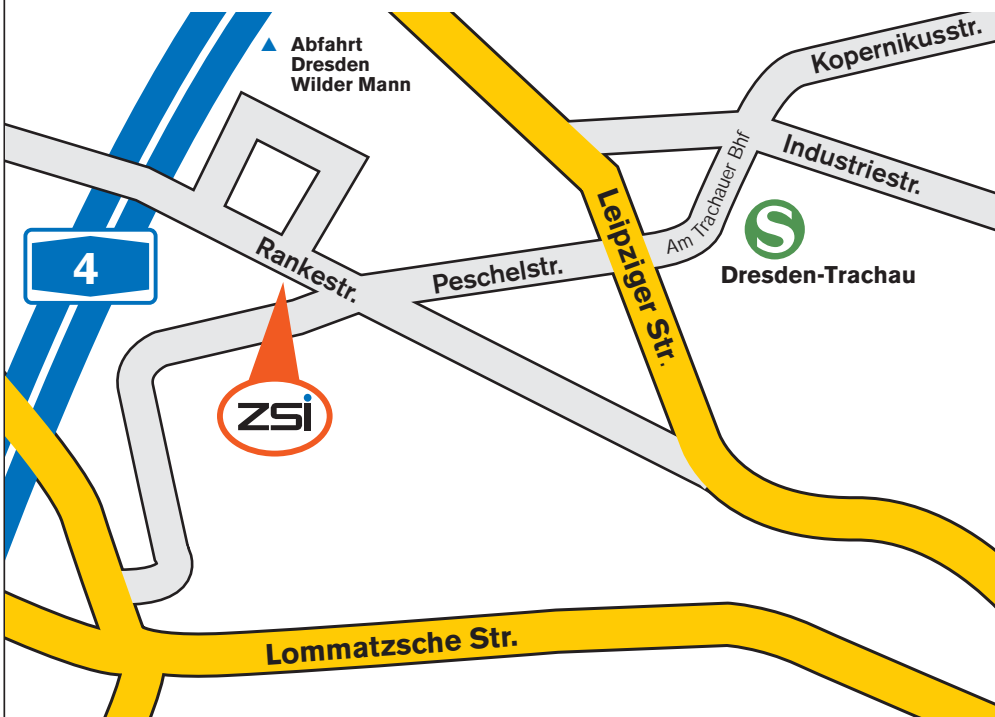 Abfahrt
Dresden
Wilder Mann
Kopernikusstr.
Industriestr.
Am Trachauer Bhf
Leipziger Str.
S
Dresden-Trachau
4
Rankestr.
Peschelstr.
zsi
Lommatzsche Str.